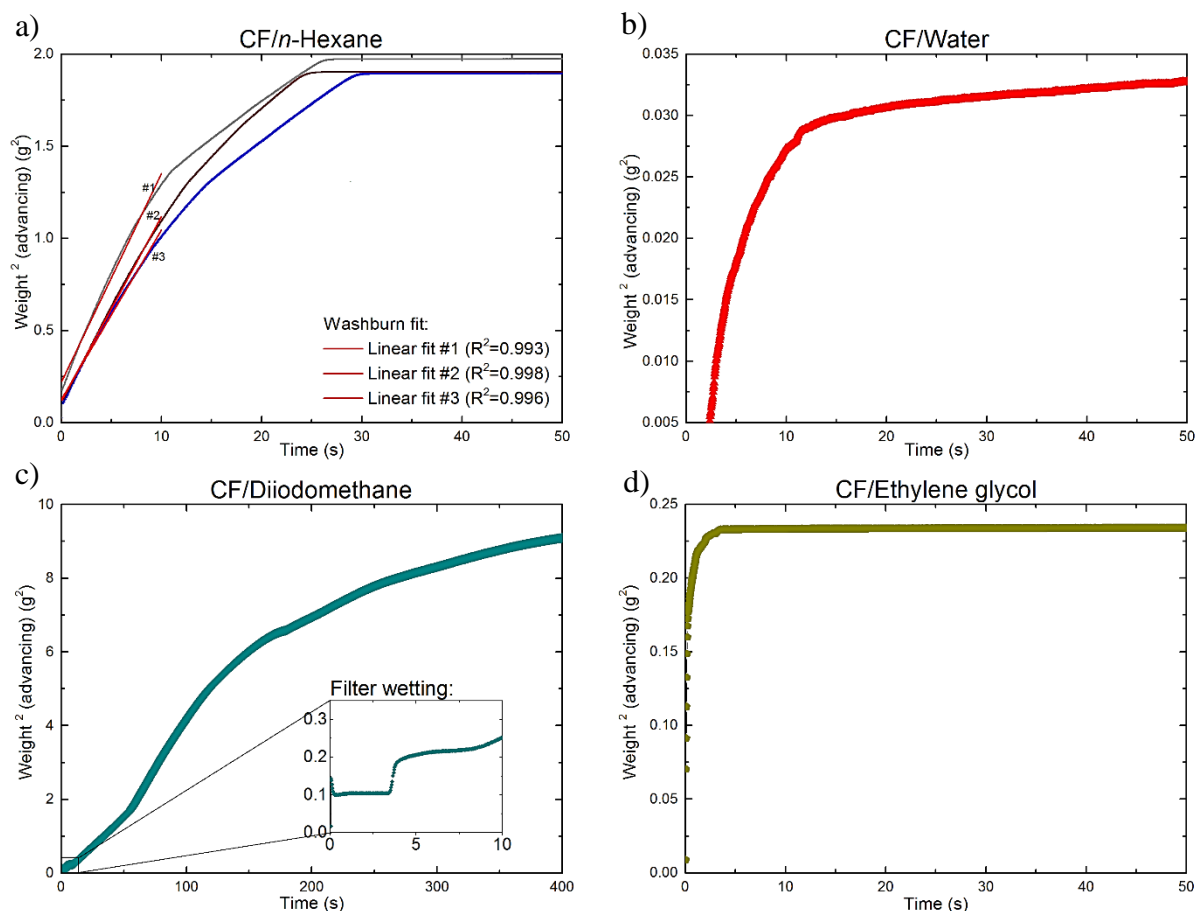 a)
CF/n-Hexane
Weight ² (advancing) (g²)
2.0
1.5
1.0
0.5
0.0
#1
#2
#3
Washburn fit:
Linear fit #1 (R²=0.993)
Linear fit #2 (R²=0.998)
Linear fit #3 (R²=0.996)
0 10 20 30 40 50
Time (s)
b)
CF/Water
Weight ² (advancing) (g²)
0.035
0.030
0.025
0.020
0.015
0.010
0.005
0 10 20 30 40 50
Time (s)
c)
CF/Diiodomethane
Weight ² (advancing) (g²)
10
8
6
4
2
0
Filter wetting:
0.3
0.2
0.1
0.0
0 5 10
0 100 200 300 400
Time (s)
d)
CF/Ethylene glycol
Weight ² (advancing) (g²)
0.25
0.20
0.15
0.10
0.05
0.00
0 10 20 30 40 50
Time (s)